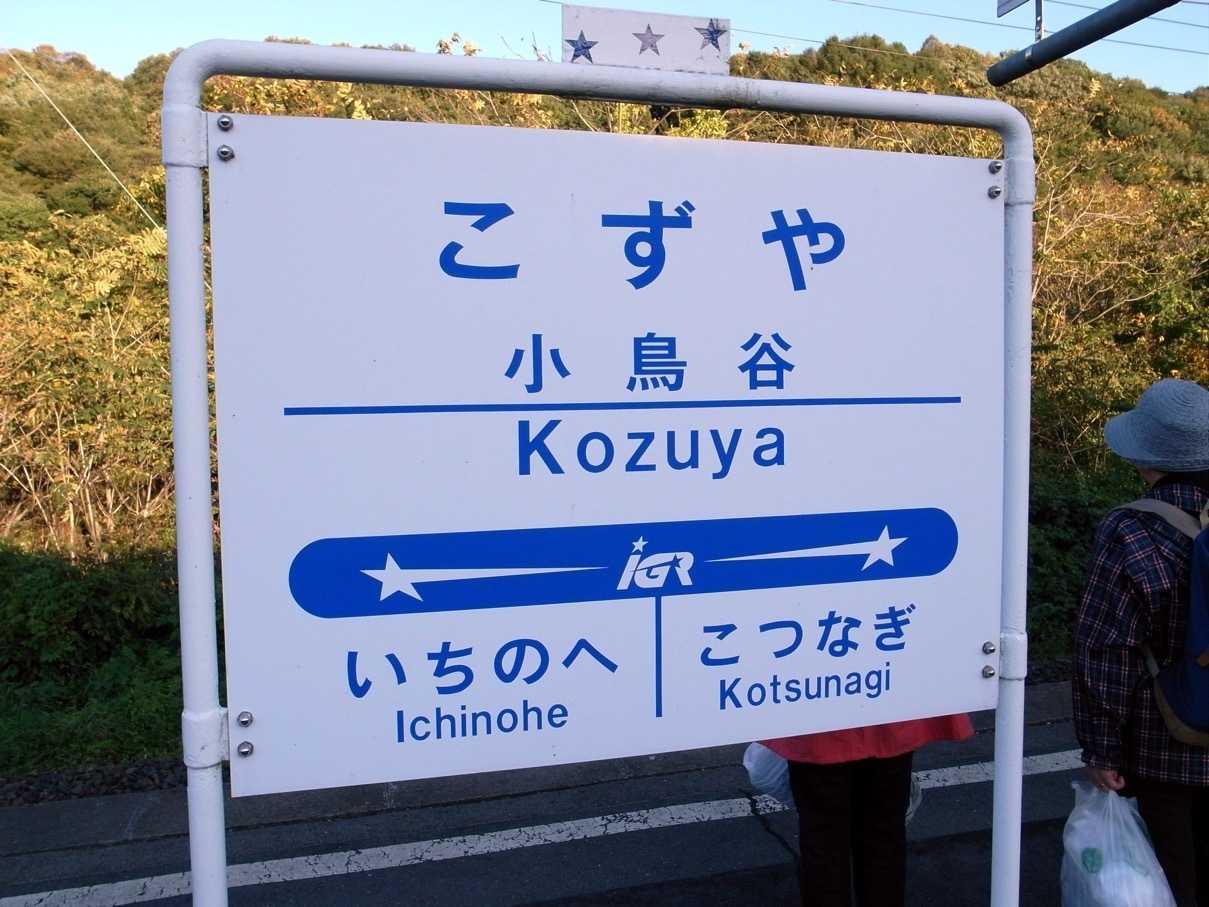 こずや
小鳥谷
Kozuya
IGR
いちのへ
Ichinohe
こつなぎ
Kotsunagi